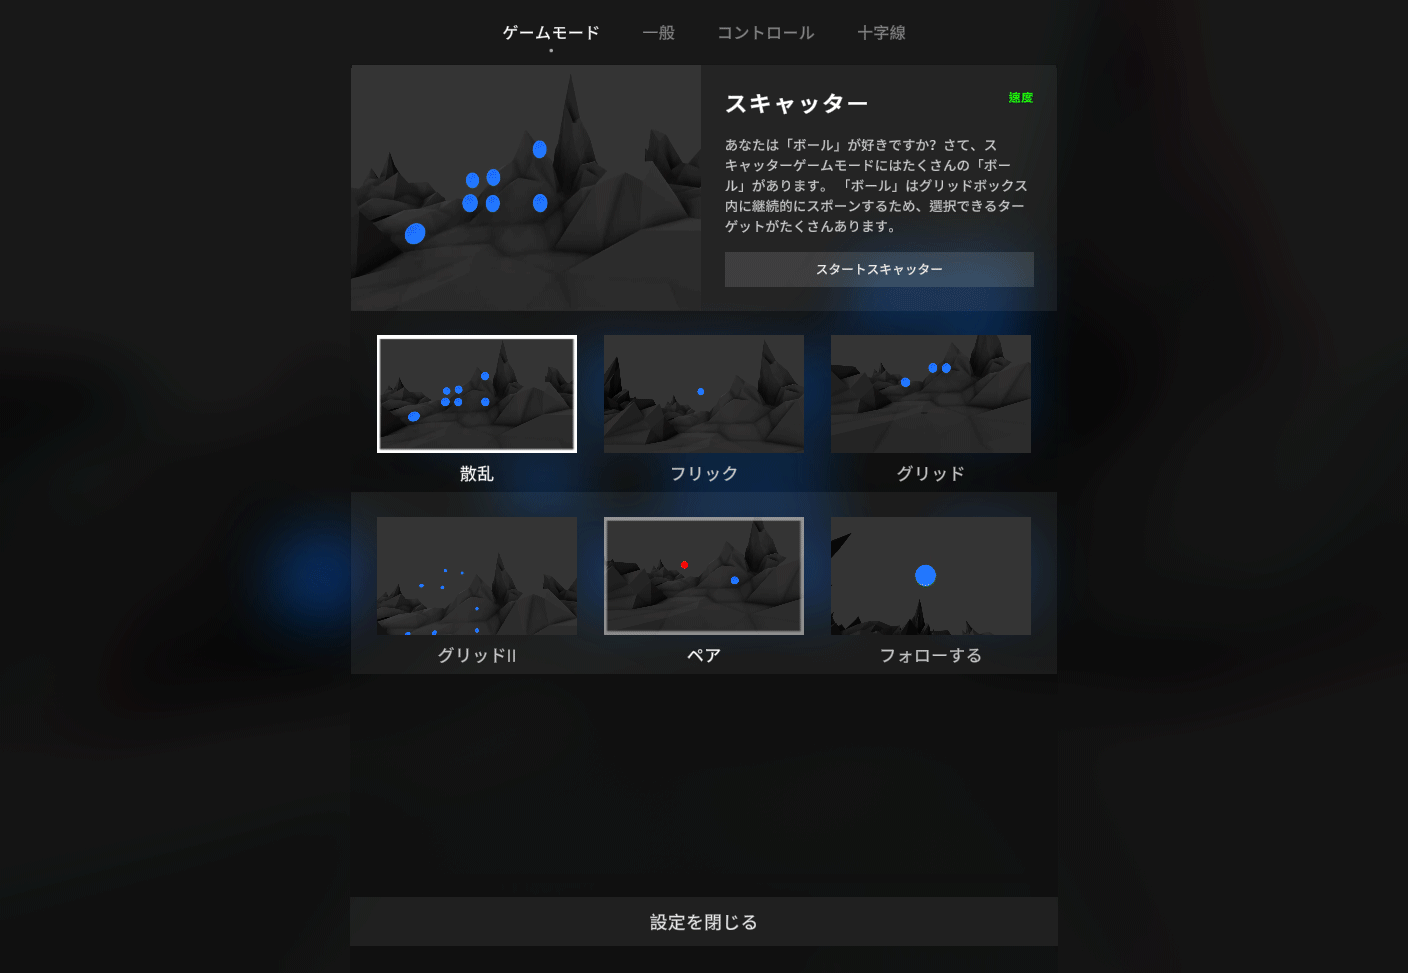 ゲームモード 一般 コントロール 十字線
スキャッター
速度
あなたは「ボール」が好きですか？さて、ス
キャッターゲームモードにはたくさんの「ボー
ル」があります。「ボール」はグリッドボックス
内に継続的にスポーンするため、選択できるター
ゲットがたくさんあります。
スタートスキャッター
散乱 フリック グリッド
グリッドII ペア フォローする
設定を閉じる